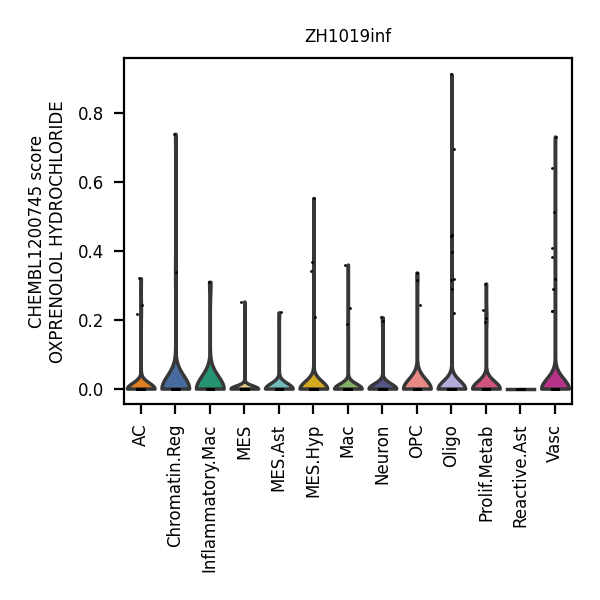 ZH1019inf
CHEMBL1200745 score
OXPRENOLOL HYDROCHLORIDE
0.8
0.6
0.4
0.2
0.0
AC
Chromatin.Reg
Inflammatory.Mac
MES
MES.Ast
MES.Hyp
Mac
Neuron
OPC
Oligo
Prolif.Metab
Reactive.Ast
Vasc